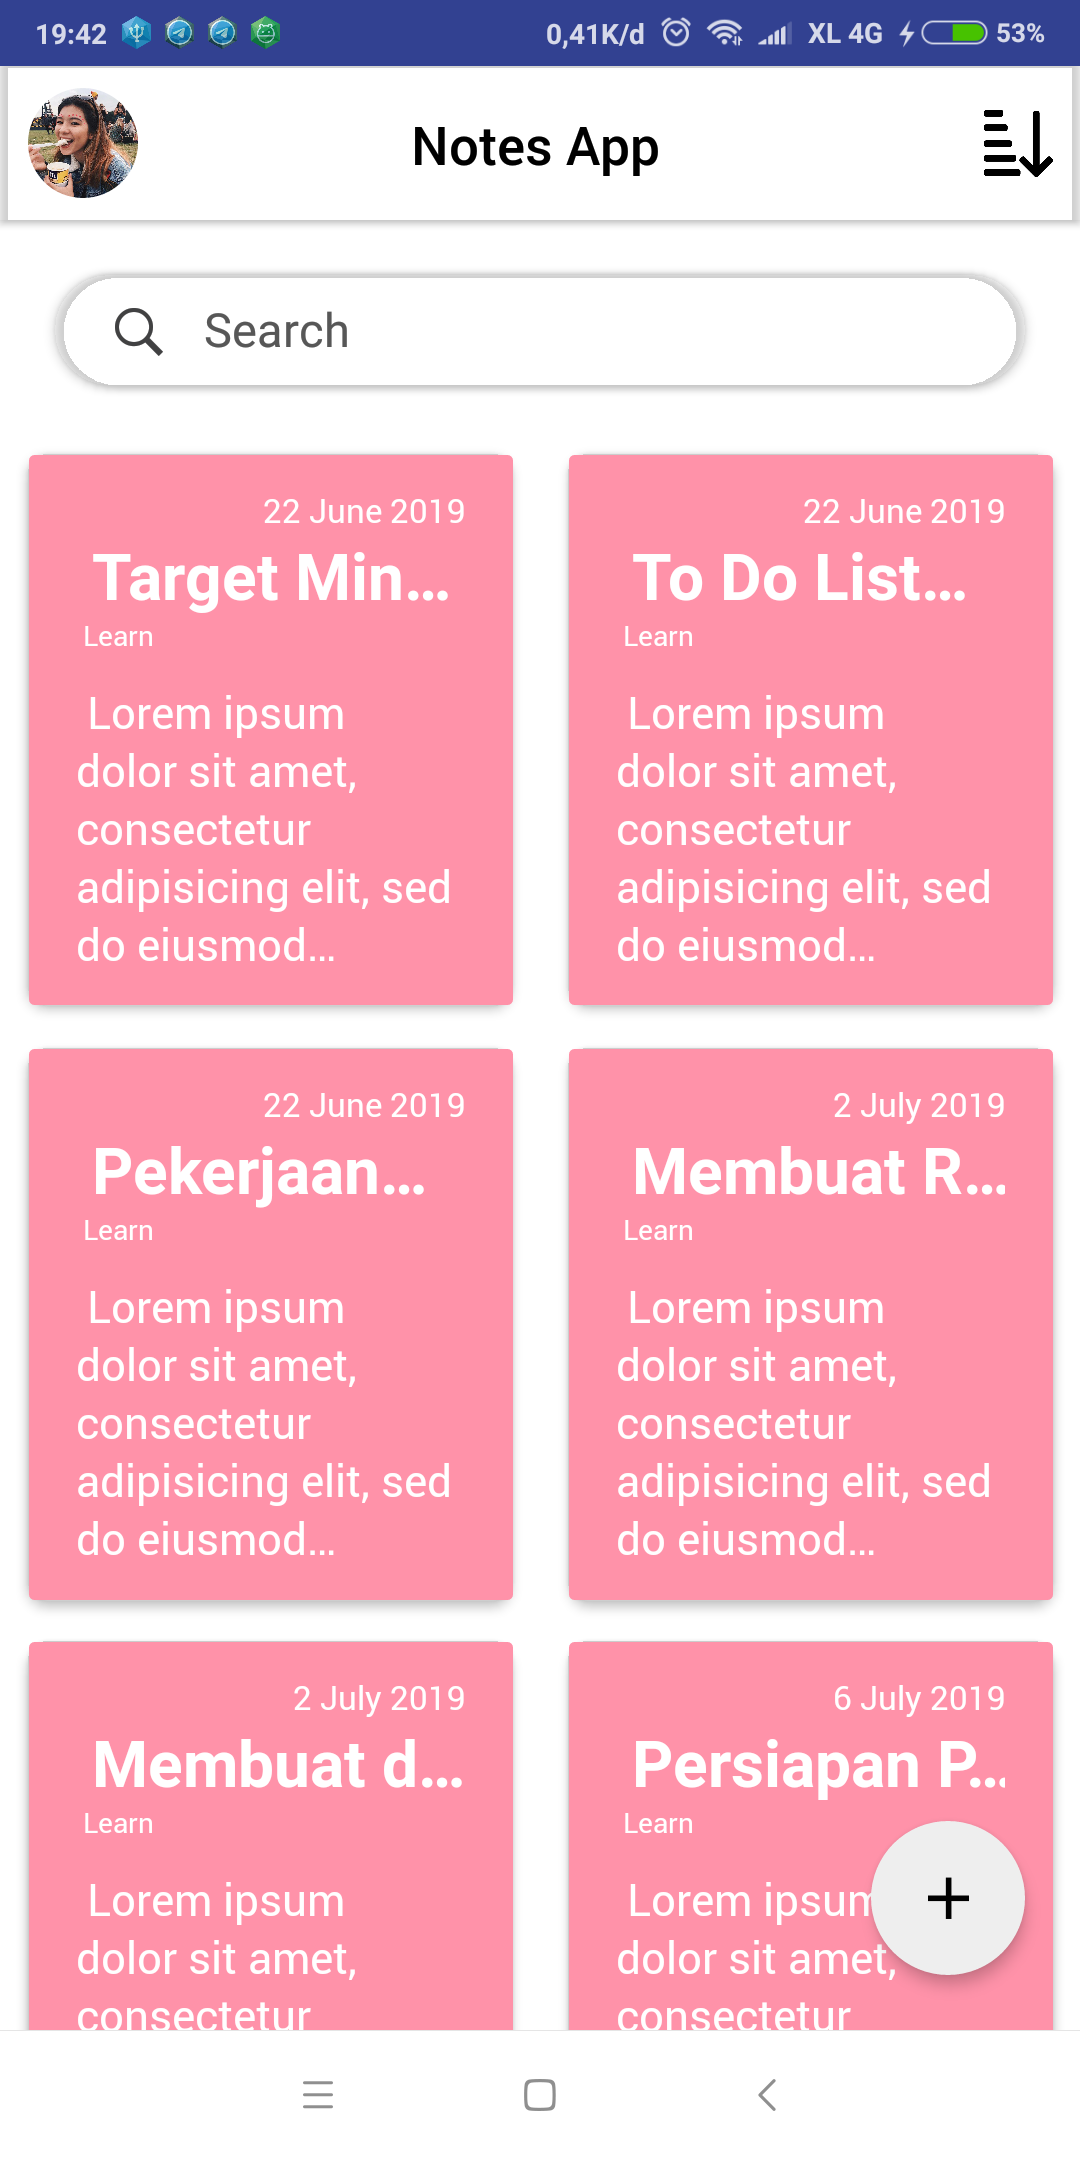 19:42 0,41K/d XL 4G 53%
Notes App
Search
22 June 2019
Target Min...
Learn
Lorem ipsum
dolor sit amet,
consectetur
adipisicing elit, sed
do eiusmod...
22 June 2019
To Do List...
Learn
Lorem ipsum
dolor sit amet,
consectetur
adipisicing elit, sed
do eiusmod...
22 June 2019
Pekerjaan...
Learn
Lorem ipsum
dolor sit amet,
consectetur
adipisicing elit, sed
do eiusmod...
2 July 2019
Membuat R...
Learn
Lorem ipsum
dolor sit amet,
consectetur
adipisicing elit, sed
do eiusmod...
2 July 2019
Membuat d...
Learn
Lorem ipsum
dolor sit amet,
consectetur
6 July 2019
Persiapan P...
Learn
Lorem ipsum
dolor sit amet,
consectetur